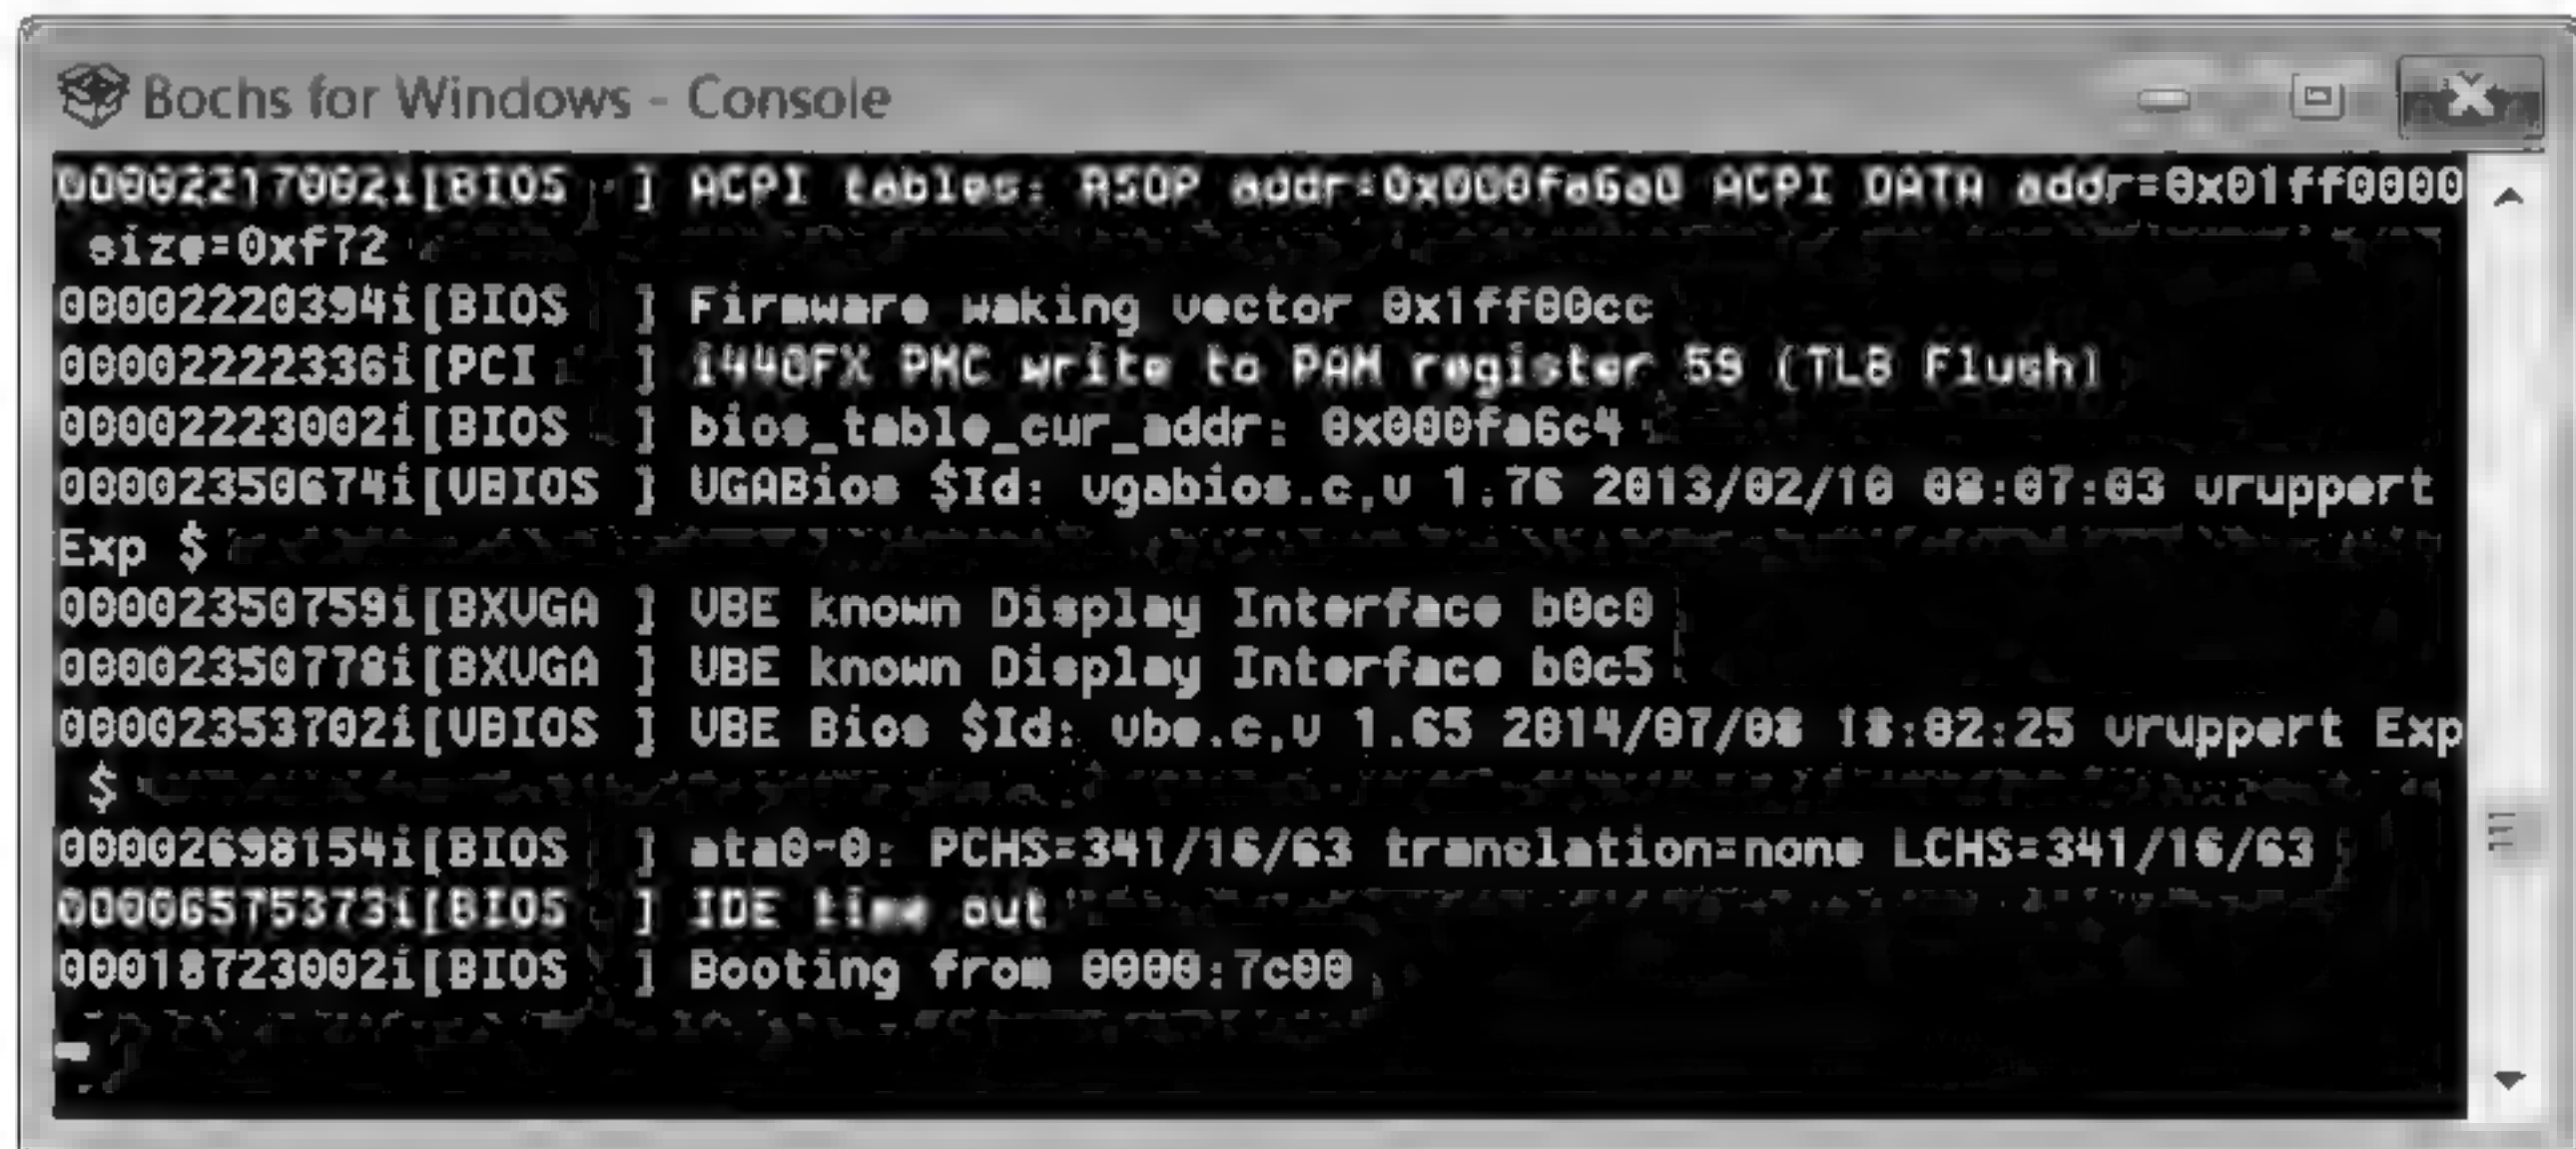 Bochs for Windows - Console
00002217002i[BIOS  ] ACPI tables: RSDP addr=0x000fa6a0 ACPI DATA addr=0x01ff0000
 size=0xf72
00002220394i[BIOS  ] Firmware waking vector 0x1ff00cc
00002222336i[PCI   ] i440FX PMC write to PAM register 59 (TLB Flush)
00002223002i[BIOS  ] bios_table_cur_addr: 0x000fa6c4
00002350674i[VBIOS ] VGABios $Id: vgabios.c,v 1.76 2013/02/10 08:07:03 vruppert
Exp $
00002350759i[BXVGA ] VBE known Display Interface b0c0
00002350778i[BXVGA ] VBE known Display Interface b0c5
00002353702i[VBIOS ] VBE Bios $Id: vbe.c,v 1.65 2014/07/08 18:02:25 vruppert Exp
 $
00002698154i[BIOS  ] ata0-0: PCHS=341/16/63 translation=none LCHS=341/16/63
00006575373i[BIOS  ] IDE time out
00018723002i[BIOS  ] Booting from 0000:7c00